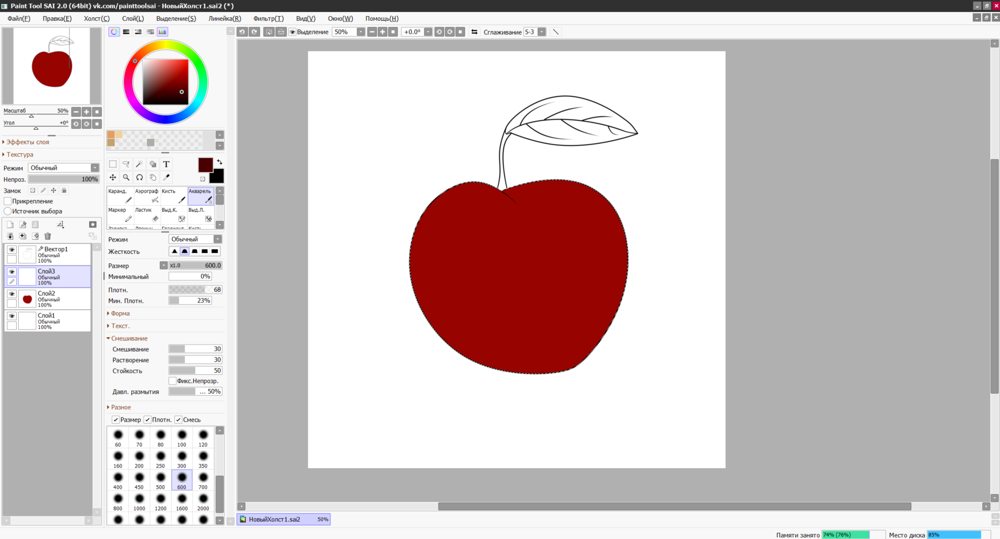 Paint Tool SAI 2.0 (64bit) vk.com/painttoolsai - НовыйХолст1.sai2 (*)
Файл(F) Правка(E) Холст(C) Слой(L) Выделение(S) Линейка(R) Фильтр(T) Вид(V) Окно(W) Помощь(H)
Выделение 50% +0.0° Сглаживание S-3
Масштаб 50%
Угол +0°
Эффекты слоя
Текстура
Режим Обычный
Непроз. 100%
Замок
Прикрепление
Источник выбора
Вектор1
Обычный
100%
Слой3
Обычный
100%
Слой2
Обычный
100%
Слой1
Обычный
100%
T
Каранд. Аэрограф Кисть Акварель
Маркер Ластик Выд.К. Выд.Л.
Режим Обычный
Жесткость
Размер x1.0 600.0
Минимальный 0%
Плотн. 68
Мин. Плотн. 23%
Форма
Текст.
Смешивание
Смешивание 30
Растворение 30
Стойкость 50
Фикс.Непрозр.
Давл. размытия ... 50%
Разное
Размер Плотн. Смесь
60 70 80 100 120
160 200 250 300 350
400 450 500 600 700
800 1000 1200 1600 2000
НовыйХолст1.sai2 50%
Памяти занято 74% (76%) Место диска 85%